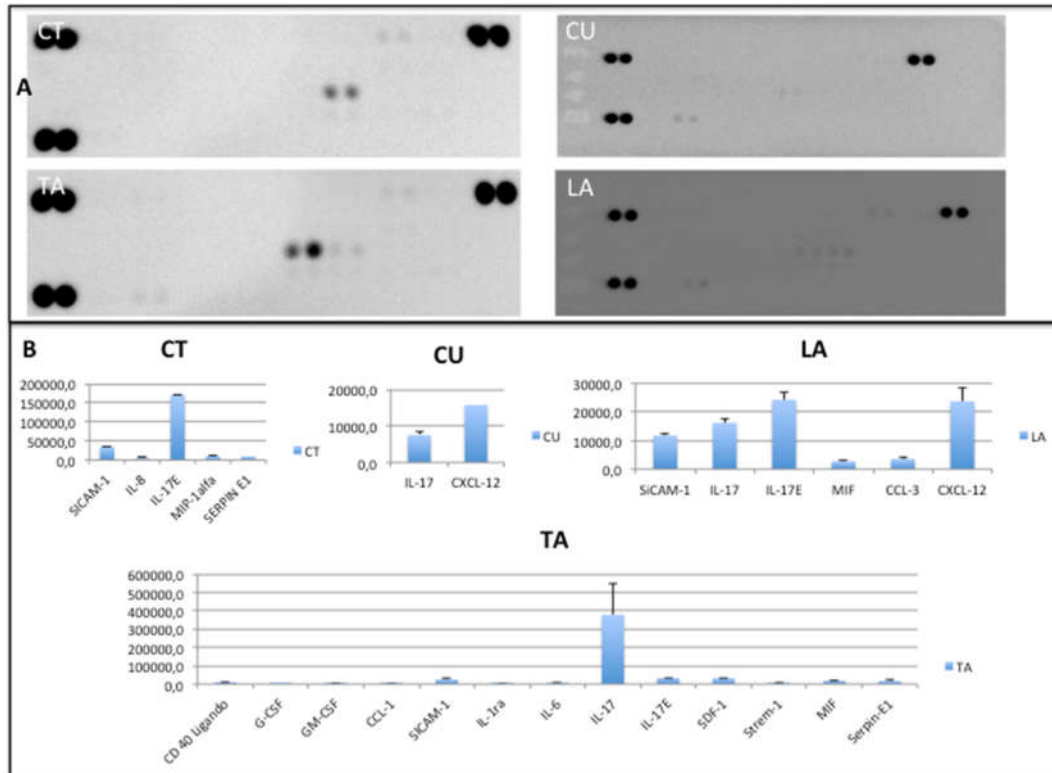 CT
CU
A
TA
LA
B
CT
CU
LA
200000,0
150000,0
100000,0
50000,0
0,0
SICAM-1
IL-8
IL-17E
MIP-1alfa
SERPIN E1
CT
20000,0
10000,0
0,0
IL-17
CXCL-12
CU
30000,0
20000,0
10000,0
0,0
SiCAM-1
IL-17
IL-17E
MIF
CCL-3
CXCL-12
LA
TA
600000,0
500000,0
400000,0
300000,0
200000,0
100000,0
0,0
CD 40 Ligando
G-CSF
GM-CSF
CCL-1
SICAM-1
IL-1ra
IL-6
IL-17
IL-17E
SDF-1
Strem-1
MIF
Serpin-E1
TA